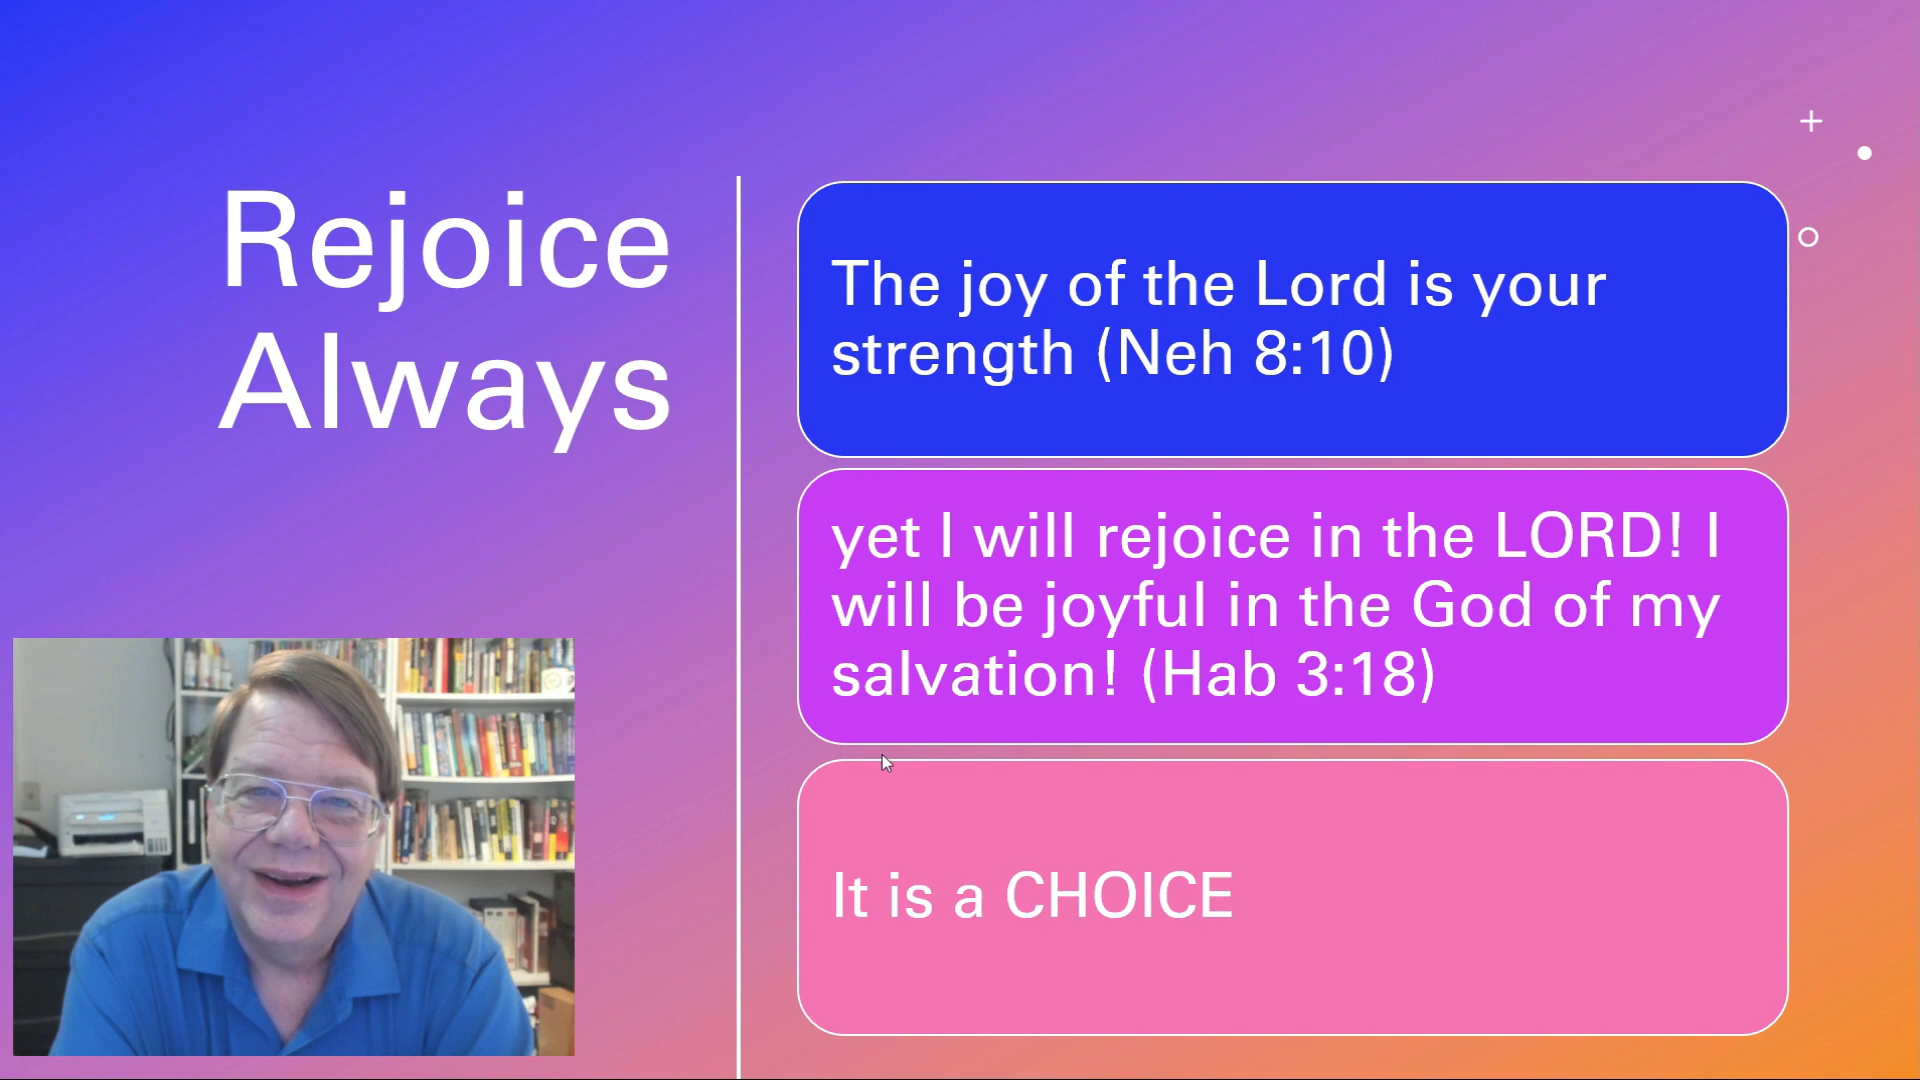 Rejoice
Always
The joy of the Lord is your
strength (Neh 8:10)
yet I will rejoice in the LORD! I
will be joyful in the God of my
salvation! (Hab 3:18)
It is a CHOICE